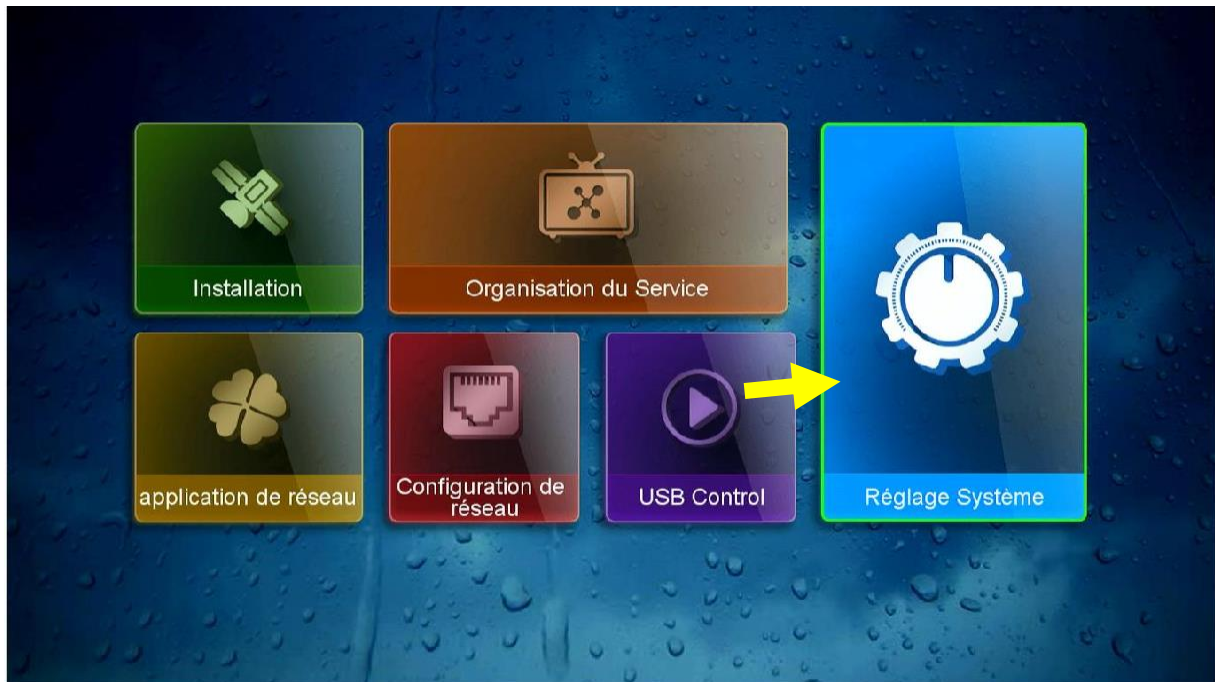 Installation
Organisation du Service
Réglage Système
application de réseau
Configuration de
réseau
USB Control